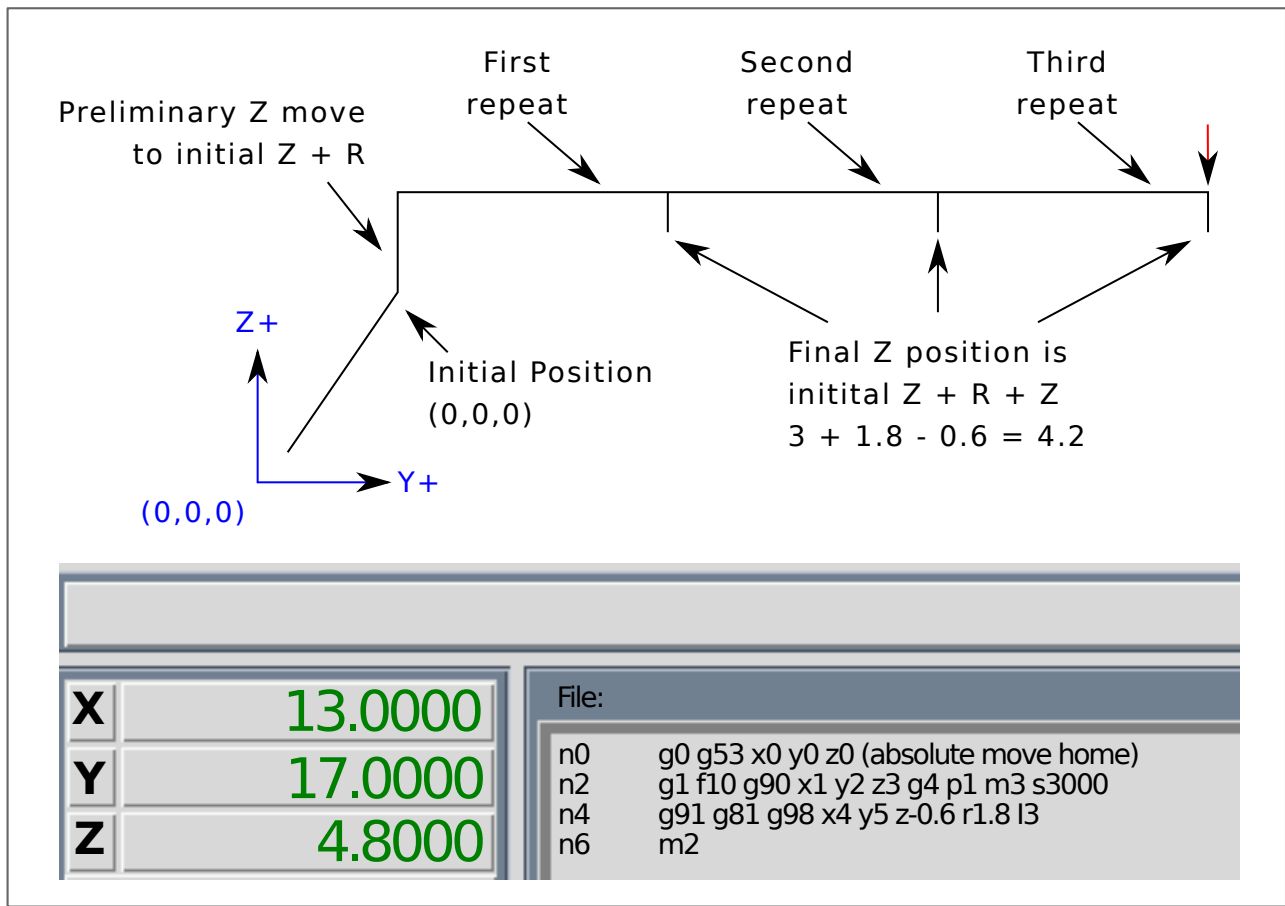 First
repeat
Second
repeat
Third
repeat
Preliminary Z move
to initial Z + R
Z+
Initial Position
(0,0,0)
Final Z position is
initital Z + R + Z
3 + 1.8 - 0.6 = 4.2
Y+
(0,0,0)
X 13.0000
Y 17.0000
Z 4.8000
File:
n0 g0 g53 x0 y0 z0 (absolute move home)
n2 g1 f10 g90 x1 y2 z3 g4 p1 m3 s3000
n4 g91 g81 g98 x4 y5 z-0.6 r1.8 l3
n6 m2